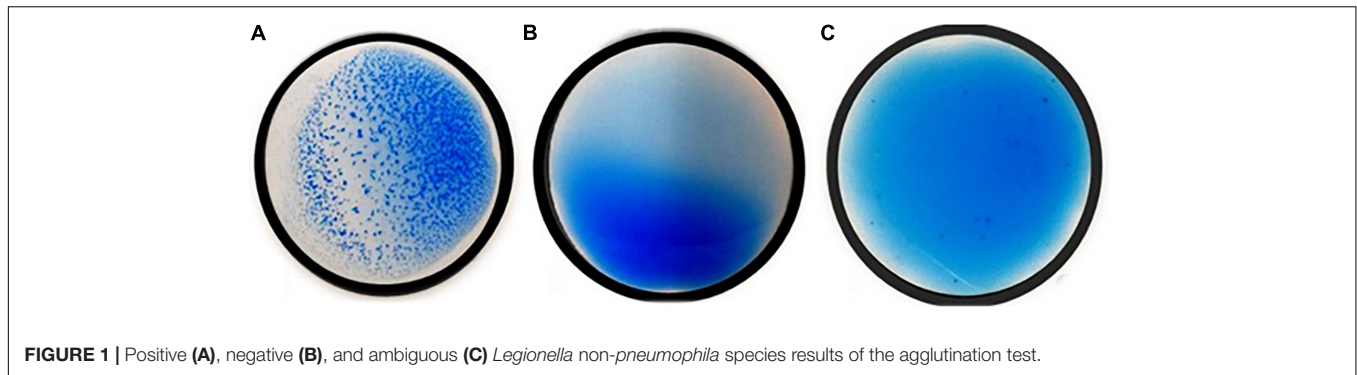 A B C
FIGURE 1 | Positive (A), negative (B), and ambiguous (C) Legionella non-pneumophila species results of the agglutination test.